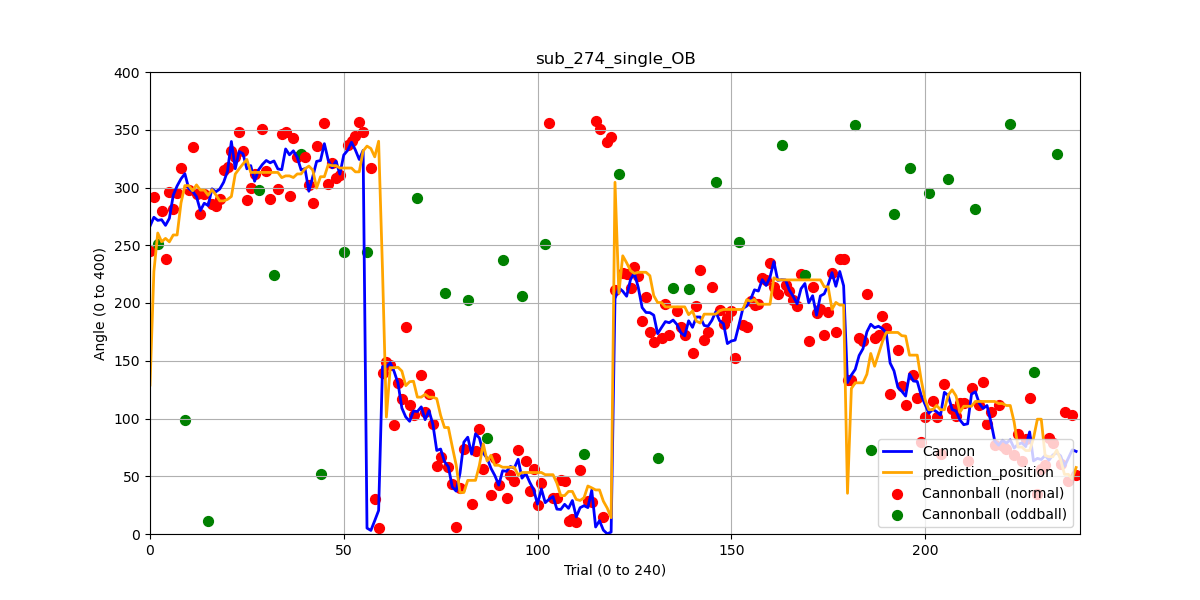 sub_274_single_OB
400
350
300
250
200
150
100
50
0
Angle (0 to 400)
0 50 100 150 200
Trial (0 to 240)
Cannon
prediction_position
Cannonball (normal)
Cannonball (oddball)